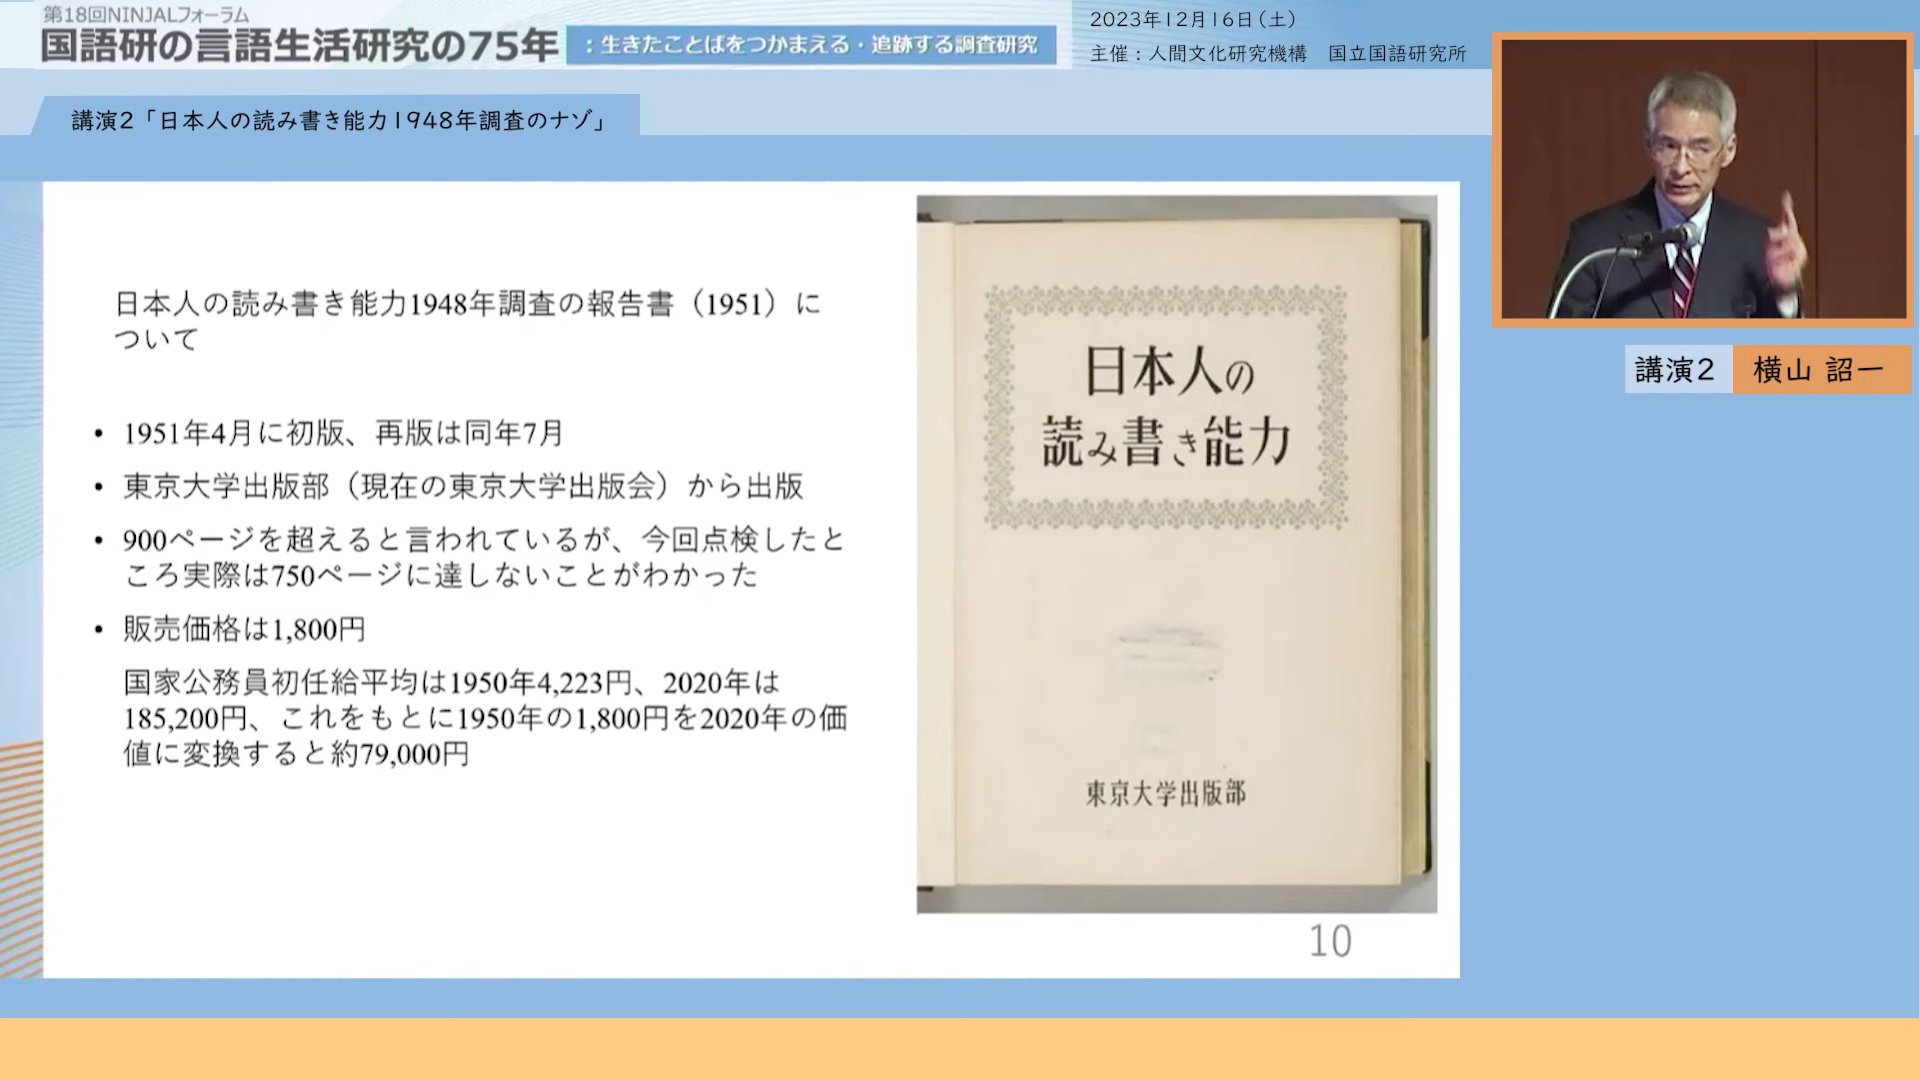 第18回NINJALフォーラム
国語研の言語生活研究の75年
：生きたことばをつかまえる・追跡する調査研究
2023年12月16日（土）
主催：人間文化研究機構　国立国語研究所
講演2「日本人の読み書き能力1948年調査のナゾ」
日本人の読み書き能力1948年調査の報告書（1951）に
ついて
• 1951年4月に初版、再版は同年7月
• 東京大学出版部（現在の東京大学出版会）から出版
• 900ページを超えると言われているが、今回点検したと
ころ実際は750ページに達しないことがわかった
• 販売価格は1,800円
国家公務員初任給平均は1950年4,223円、2020年は
185,200円、これをもとに1950年の1,800円を2020年の価
値に変換すると約79,000円
日本人の
読み書き能力
東京大学出版部
10
講演2
横山 詔一